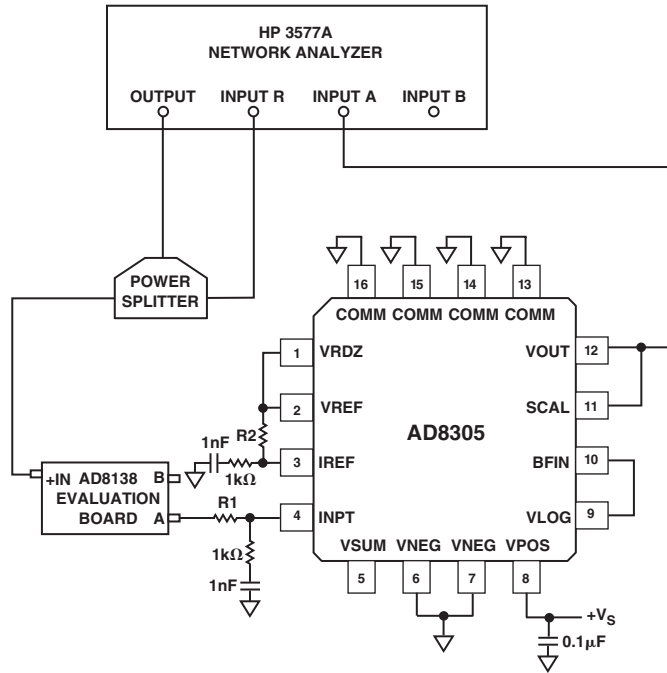 HP 3577A
NETWORK ANALYZER
OUTPUT INPUT R INPUT A INPUT B
POWER
SPLITTER
16 15 14 13
COMM COMM COMM COMM
1 VRDZ
VOUT 12
2 VREF
SCAL 11
AD8305
R2
1nF
1kΩ
3 IREF
BFIN 10
+IN AD8138 B
EVALUATION
BOARD A
R1
4 INPT
VLOG 9
1kΩ
1nF
VSUM VNEG VNEG VPOS
5 6 7 8
+VS
0.1μF